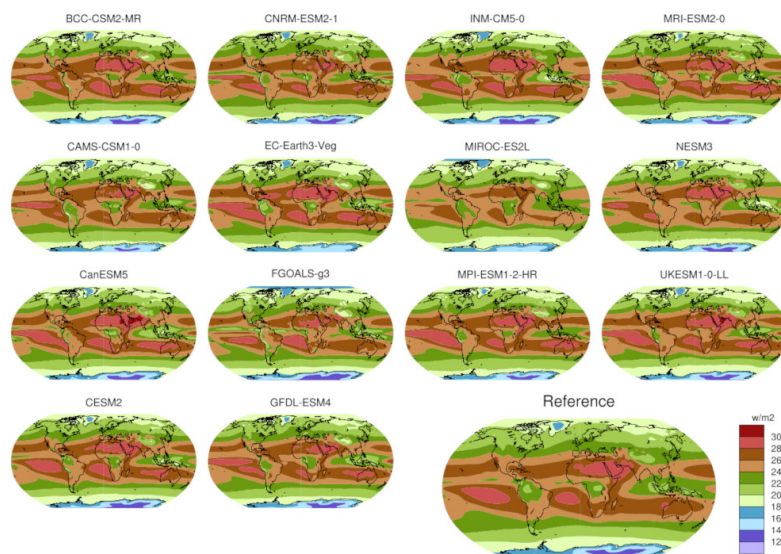 BCC-CSM2-MR
CNRM-ESM2-1
INM-CM5-0
MRI-ESM2-0
CAMS-CSM1-0
EC-Earth3-Veg
MIROC-ES2L
NESM3
CanESM5
FGOALS-g3
MPI-ESM1-2-HR
UKESM1-0-LL
CESM2
GFDL-ESM4
Reference
w/m2
30
28
26
24
22
20
18
16
14
12